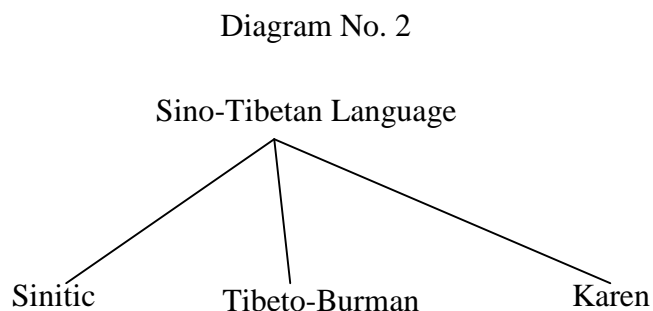 Diagram No. 2
Sino-Tibetan Language
Sinitic Tibeto-Burman Karen